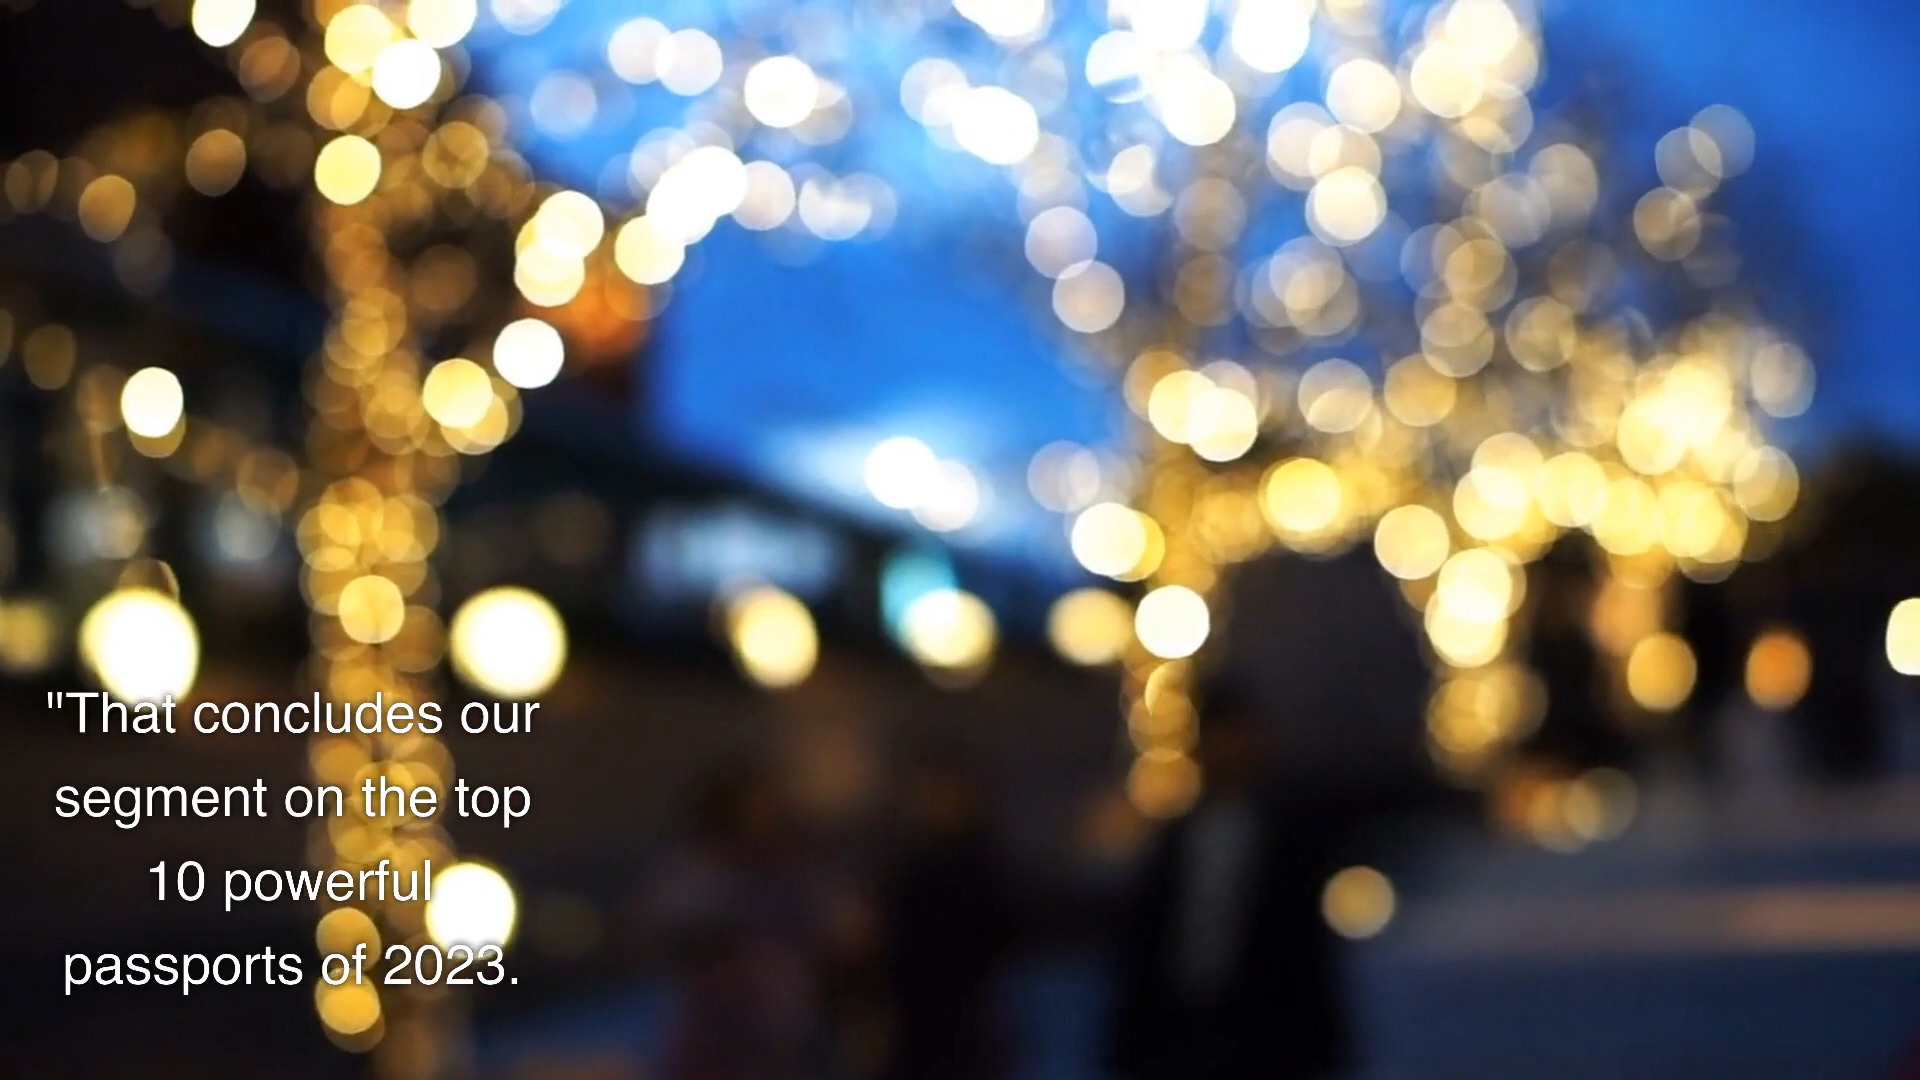 "That concludes our
segment on the top
10 powerful
passports of 2023.